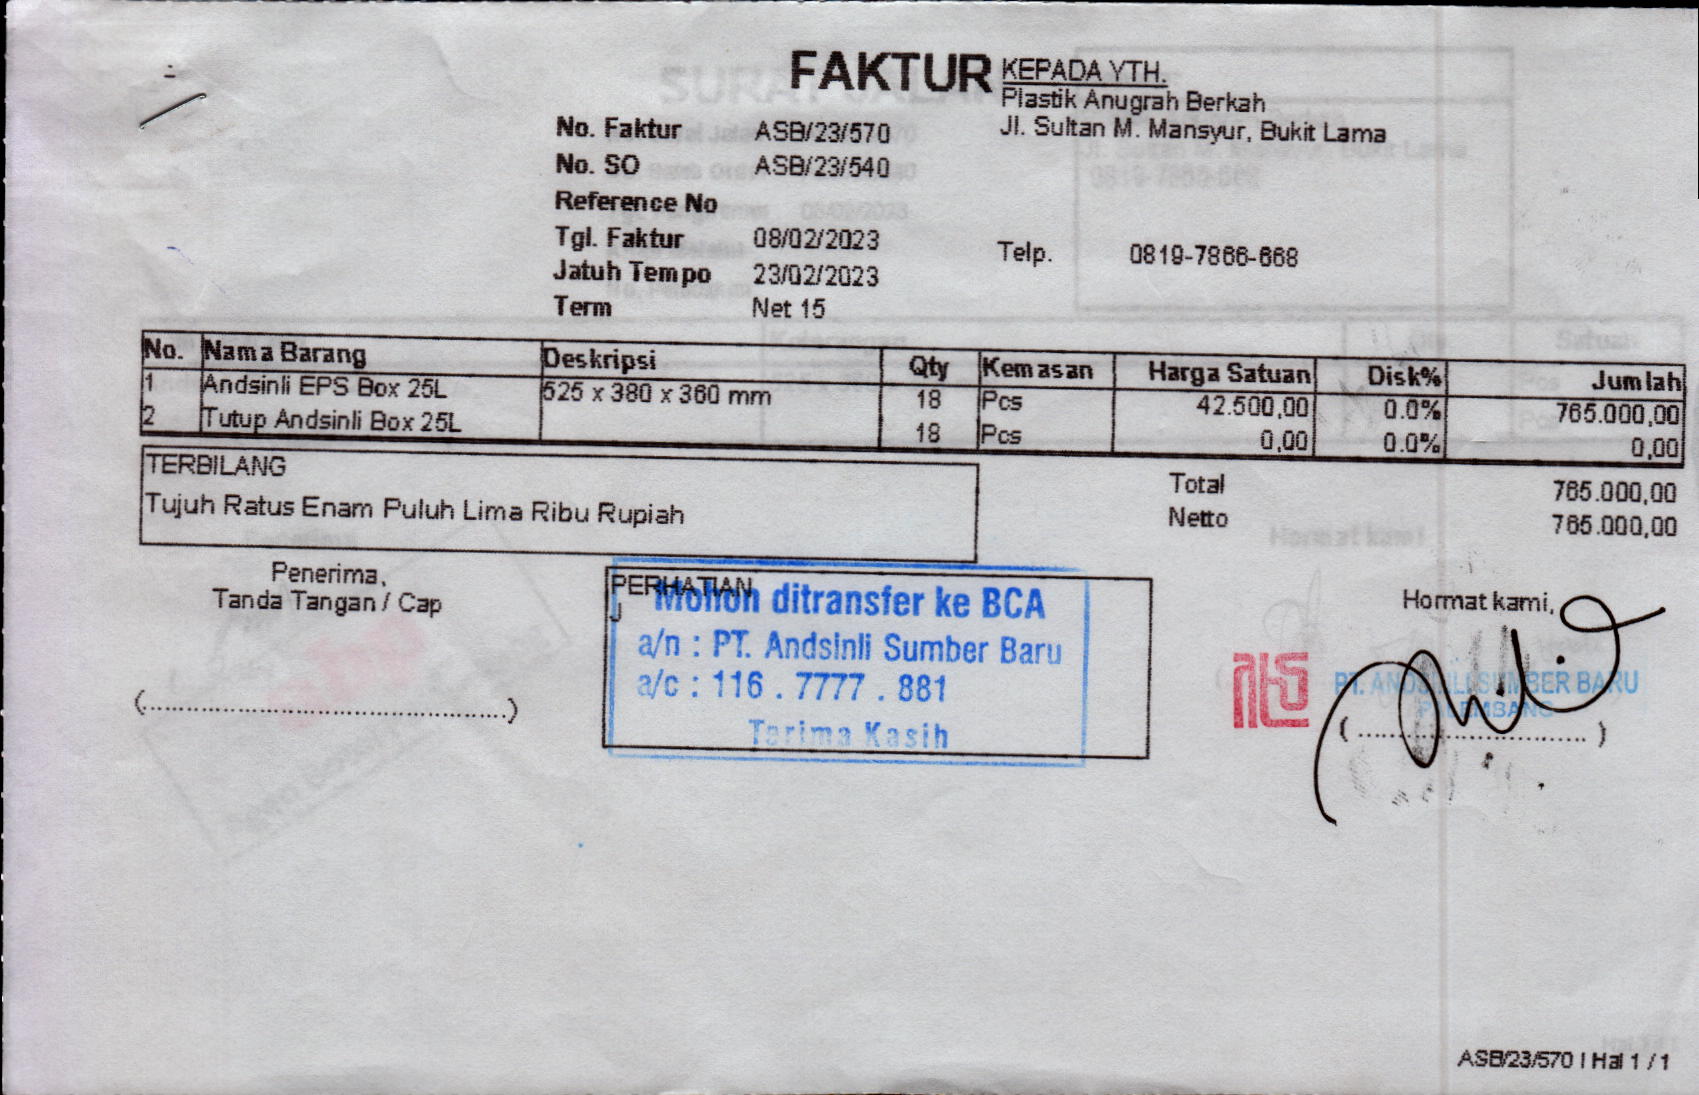 FAKTUR
KEPADA YTH.
Plastik Anugrah Berkah
Jl. Sultan M. Mansyur, Bukit Lama
No. Faktur ASB/23/570
No. SO ASB/23/540
Reference No
Tgl. Faktur 08/02/2023
Telp. 0819-7866-668
Jatuh Tempo 23/02/2023
Term Net 15
No. Nama Barang Deskripsi Qty Kemasan Harga Satuan Disk% Jumlah
1 Andsinli EPS Box 25L 525 x 380 x 360 mm 18 Pcs 42.500,00 0.0% 765.000,00
2 Tutup Andsinli Box 25L 18 Pcs 0,00 0.0% 0,00
TERBILANG
Tujuh Ratus Enam Puluh Lima Ribu Rupiah
Total 765.000,00
Netto 765.000,00
Penerima,
Tanda Tangan / Cap
(........................................)
PERHATIAN
J
Mohon ditransfer ke BCA
a/n : PT. Andsinli Sumber Baru
a/c : 116 . 7777 . 881
Terima Kasih
Hormat kami,
PT. ANDSINLI SUMBER BARU
PALEMBANG
(..............................)
ASB/23/570 | Hal 1 / 1